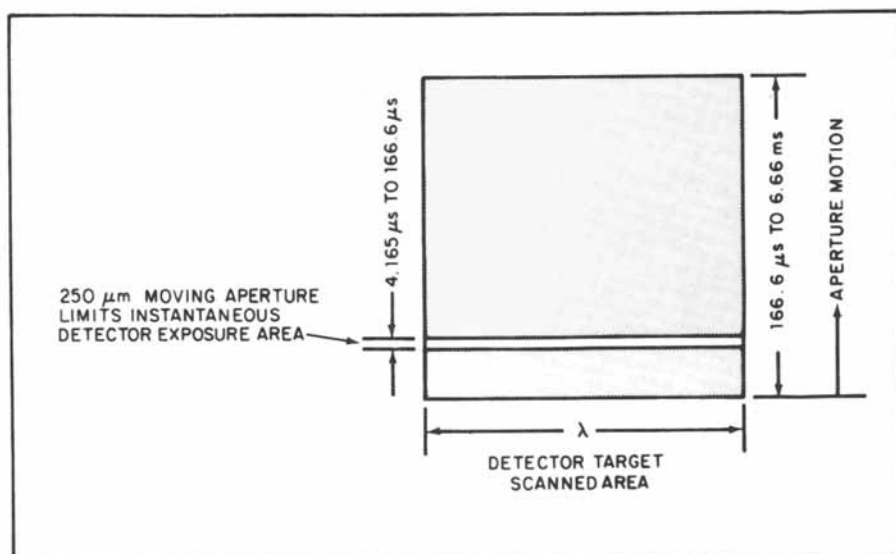 4.165 µs TO 166.6 µs
166.6 µs TO 6.66 ms
APERTURE MOTION
250 µm MOVING APERTURE
LIMITS INSTANTANEOUS
DETECTOR EXPOSURE AREA
λ
DETECTOR TARGET
SCANNED AREA